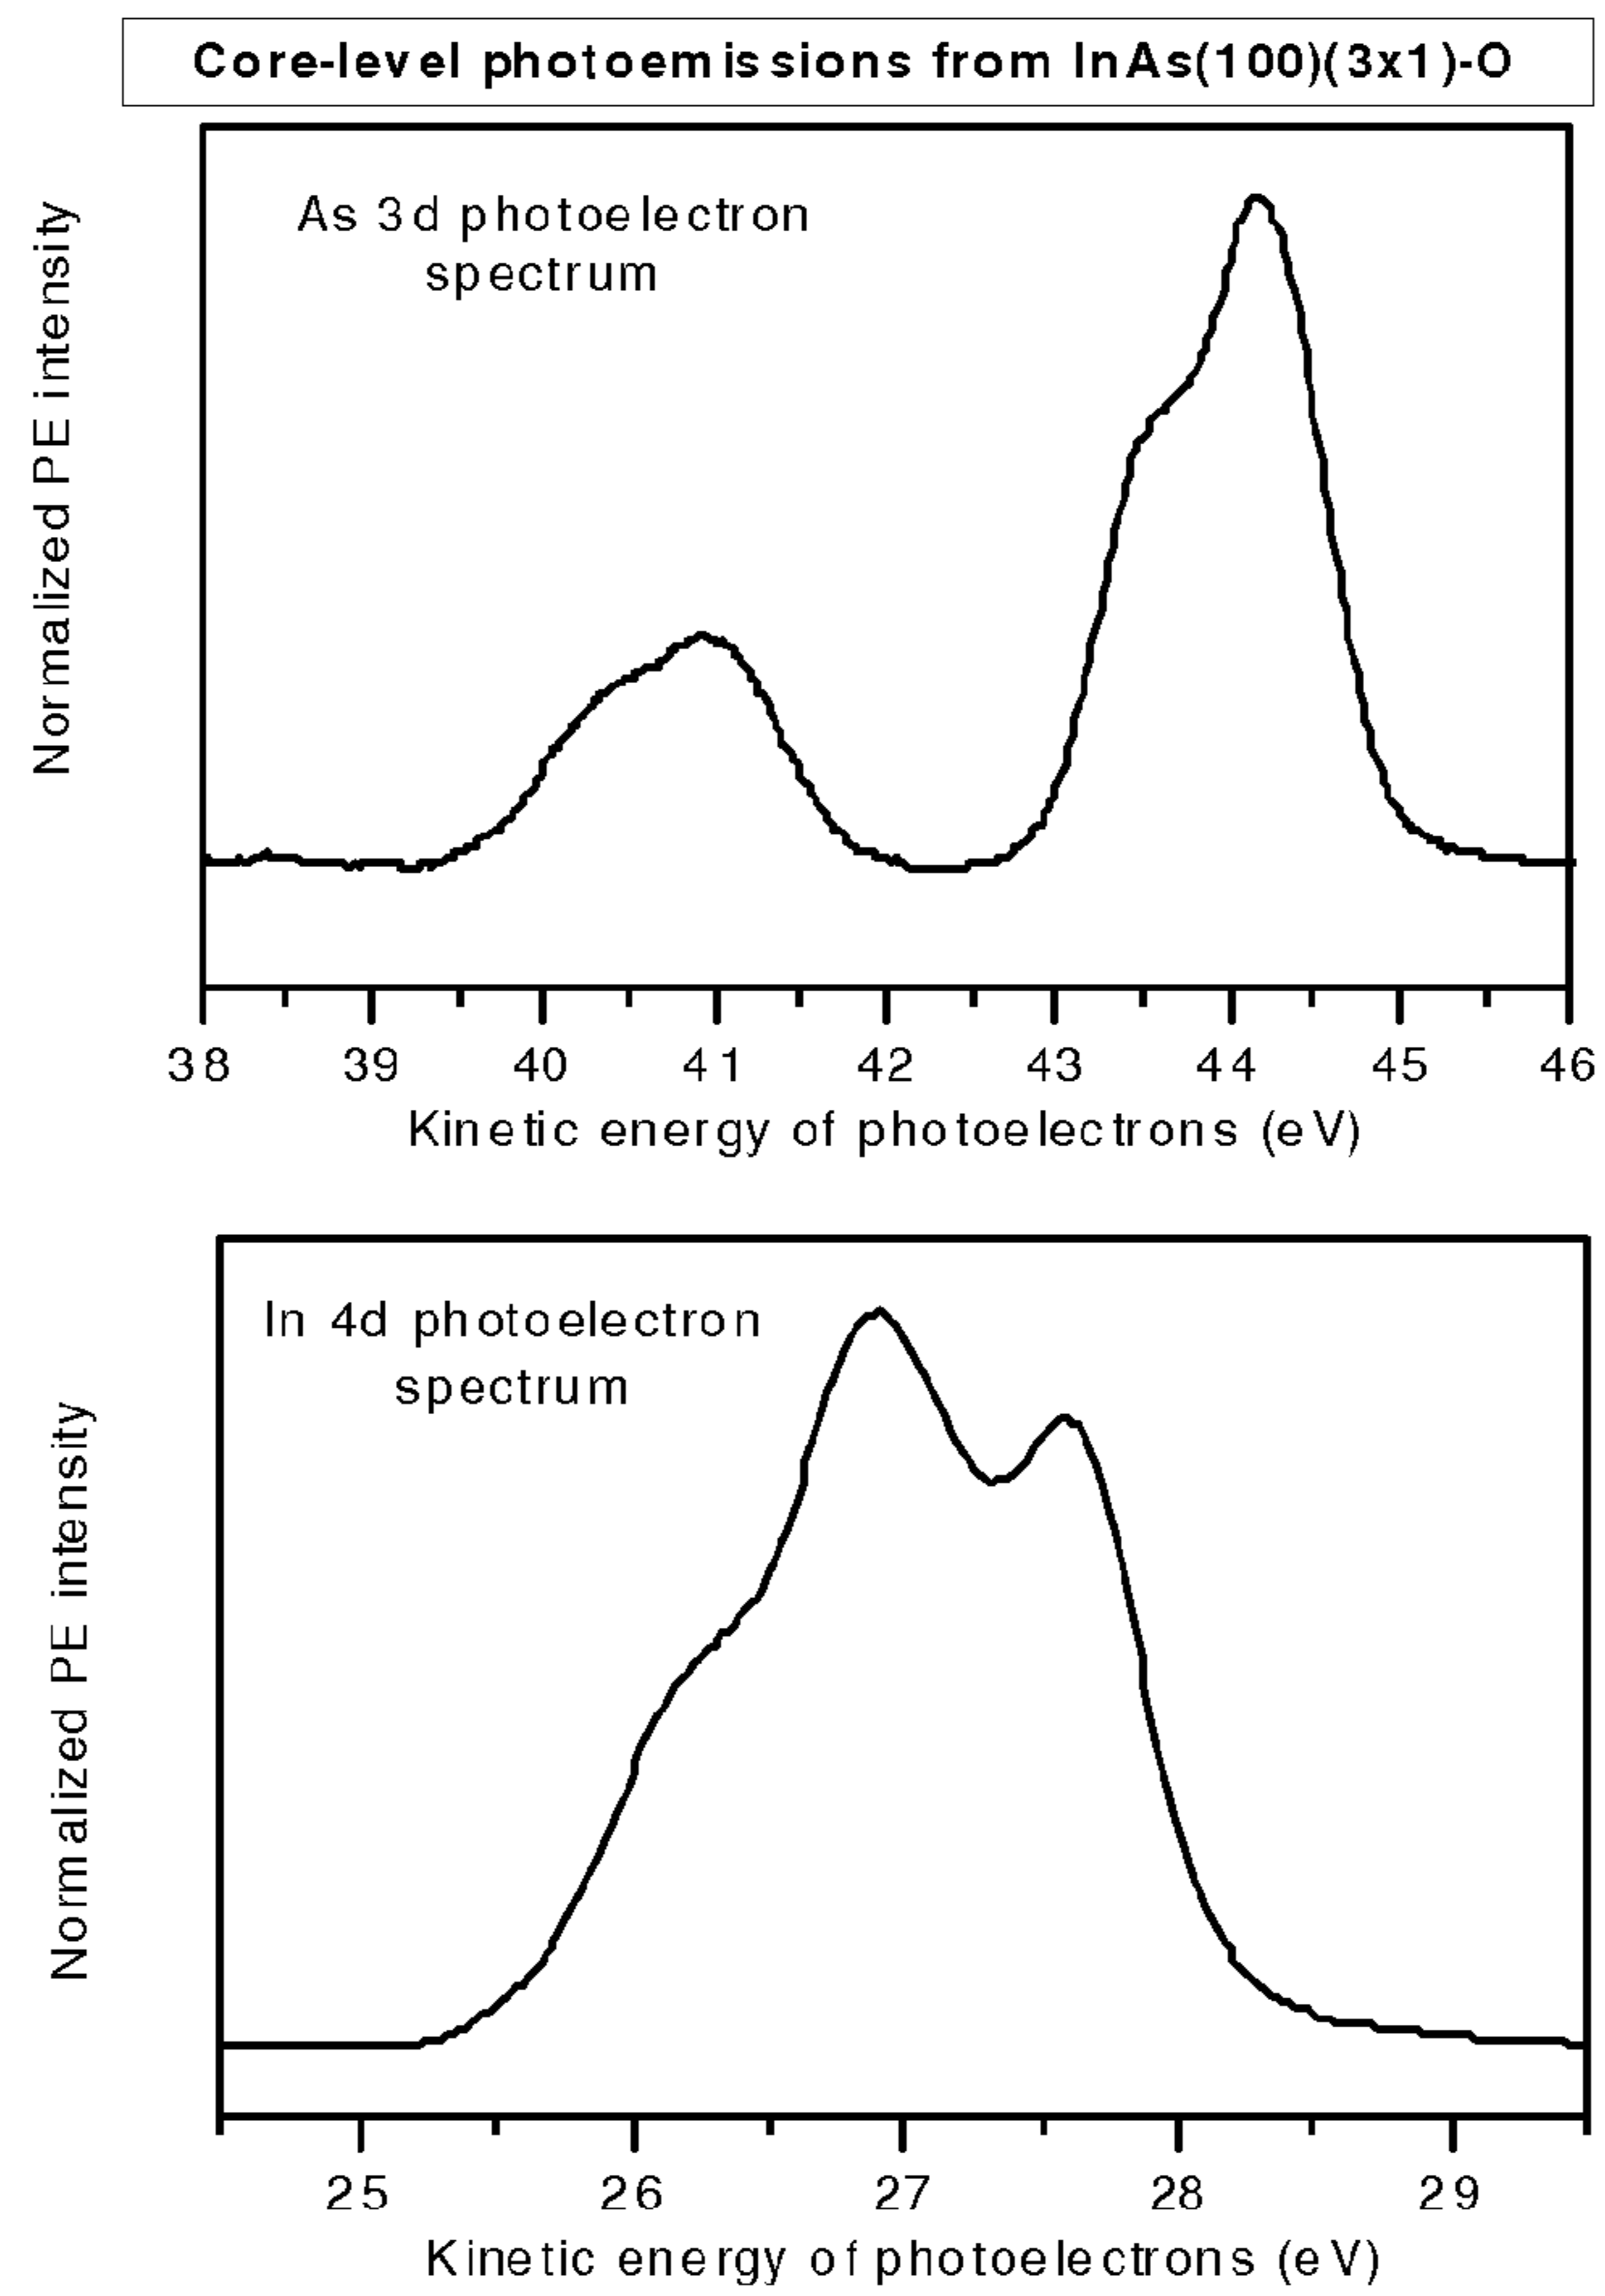 Core-level photoemissions from InAs(100)(3x1)-O
As 3d photoelectron
spectrum
Normalized PE intensity
38 39 40 41 42 43 44 45 46
Kinetic energy of photoelectrons (eV)
In 4d photoelectron
spectrum
Normalized PE intensity
25 26 27 28 29
Kinetic energy of photoelectrons (eV)